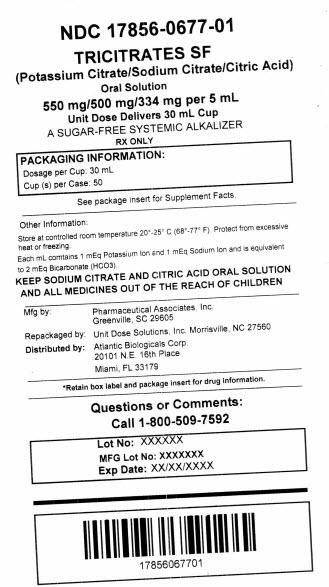 NDC 17856-0677-01
TRICITRATES SF
(Potassium Citrate/Sodium Citrate/Citric Acid)
Oral Solution
550 mg/500 mg/334 mg per 5 mL
Unit Dose Delivers 30 mL Cup
A SUGAR-FREE SYSTEMIC ALKALIZER
RX ONLY
PACKAGING INFORMATION:
Dosage per Cup: 30 mL
Cup (s) per Case: 50
See package insert for Supplement Facts.
Other Information:
Store at controlled room temperature 20°-25° C (68°-77° F). Protect from excessive
heat or freezing.
Each mL contains 1 mEq Potassium Ion and 1 mEq Sodium Ion and is equivalent
to 2 mEq Bicarbonate (HCO3).
KEEP SODIUM CITRATE AND CITRIC ACID ORAL SOLUTION
AND ALL MEDICINES OUT OF THE REACH OF CHILDREN
Mfg by: Pharmaceutical Associates, Inc.
Greenville, SC 29605
Repackaged by: Unit Dose Solutions, Inc. Morrisville, NC 27560
Distributed by: Atlantic Biologicals Corp.
20101 N.E. 16th Place
Miami, FL 33179
*Retain box label and package insert for drug information.
Questions or Comments:
Call 1-800-509-7592
Lot No: XXXXXX
MFG Lot No: XXXXXXX
Exp Date: XX/XX/XXXX
17856067701